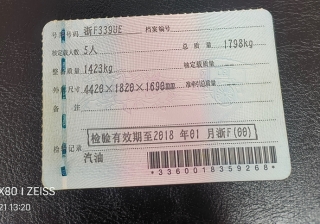 号牌号码 浙F339UE 档案编号
核定载人数 5人 总 质 量 1798kg
整备质量 1423kg 核定载质量
外廓尺寸 4420×1820×1690mm 准牵引总质量
备 注
检验有效期至2018 年01 月浙F(00)
检验记录
汽油
*3360018359268*
X80 | ZEISS
21 13:20